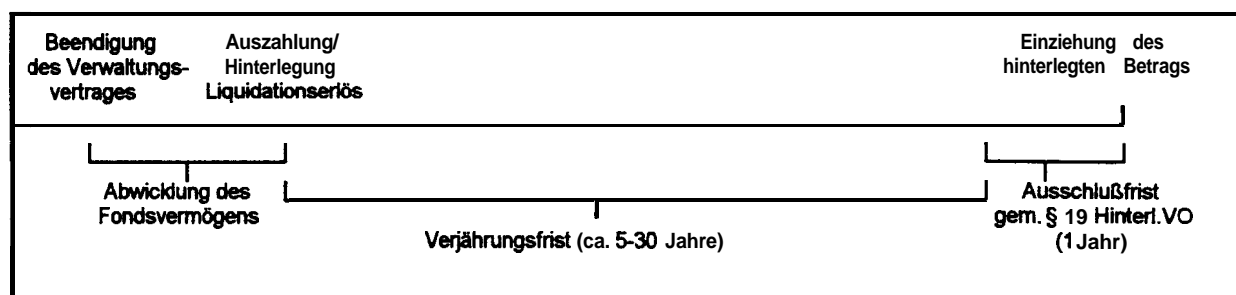 Beendigung
des Verwaltungs-
vertrages
Auszahlung/
Hinterlegung
Liquidationserlös
Einziehung des
hinterlegten Betrags
Abwicklung des
Fondsvermögens
Verjährungsfrist (ca. 5-30 Jahre)
Ausschlußfrist
gem. § 19 Hinterl.VO
(1 Jahr)